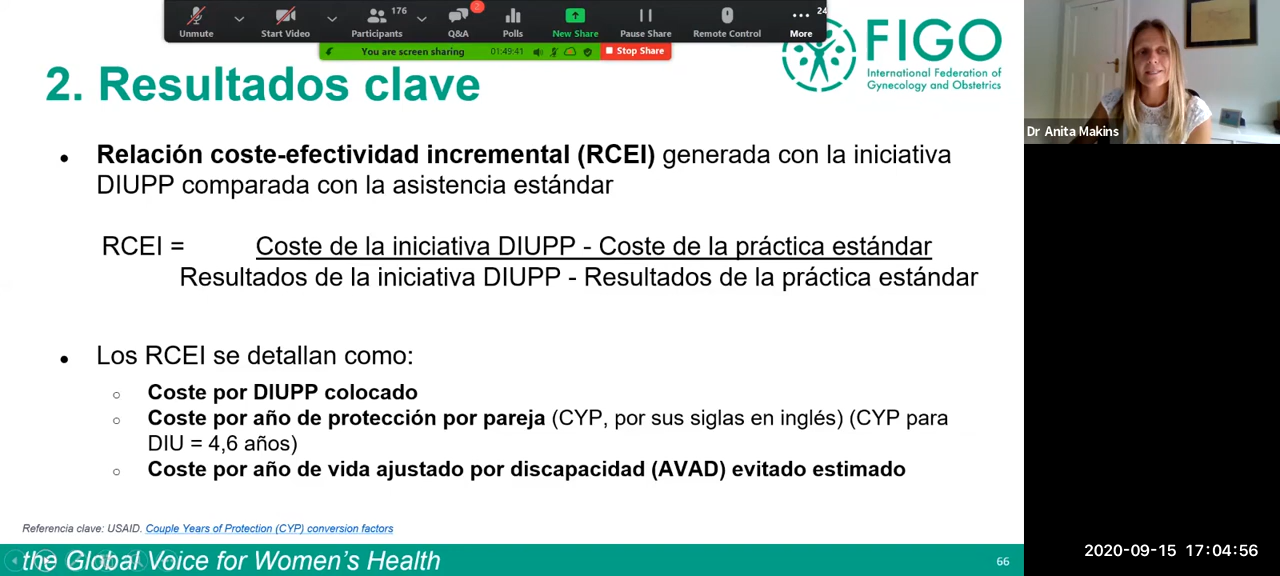 176
2
24
Unmute
Start Video
Participants
Q&A
Polls
New Share
Pause Share
Remote Control
More
You are screen sharing
01:49:41
Stop Share
FIGO
International Federation of
Gynecology and Obstetrics
Dr Anita Makins
2. Resultados clave
● Relación coste-efectividad incremental (RCEI) generada con la iniciativa
DIUPP comparada con la asistencia estándar
RCEI = Coste de la iniciativa DIUPP - Coste de la práctica estándar
Resultados de la iniciativa DIUPP - Resultados de la práctica estándar
● Los RCEI se detallan como:
○ Coste por DIUPP colocado
○ Coste por año de protección por pareja (CYP, por sus siglas en inglés) (CYP para
DIU = 4,6 años)
○ Coste por año de vida ajustado por discapacidad (AVAD) evitado estimado
Referencia clave: USAID. Couple Years of Protection (CYP) conversion factors
the Global Voice for Women's Health
66
2020-09-15 17:04:56